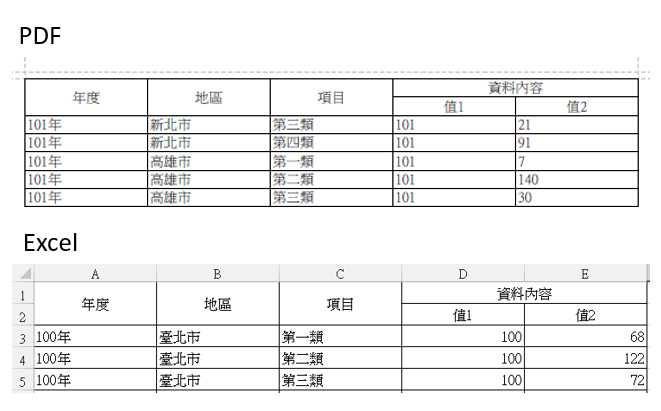 PDF
年度 地區 項目 資料內容
值1 值2
101年 新北市 第三類 101 21
101年 新北市 第四類 101 91
101年 高雄市 第一類 101 7
101年 高雄市 第二類 101 140
101年 高雄市 第三類 101 30
Excel
A B C D E
1 年度 地區 項目 資料內容
2 值1 值2
3 100年 臺北市 第一類 100 68
4 100年 臺北市 第二類 100 122
5 100年 臺北市 第三類 100 72